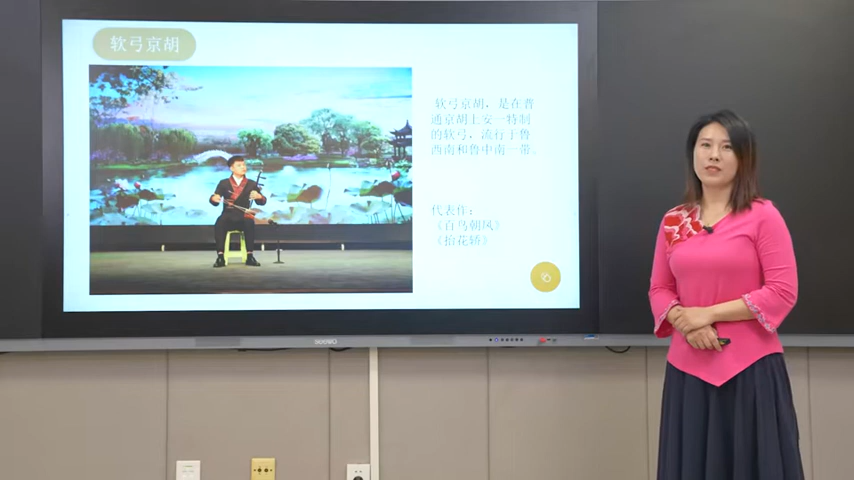 软弓京胡
软弓京胡，是在普
通京胡上安一特制
的软弓，流行于鲁
西南和鲁中南一带。
代表作：
《百鸟朝凤》
《抬花轿》
seewo